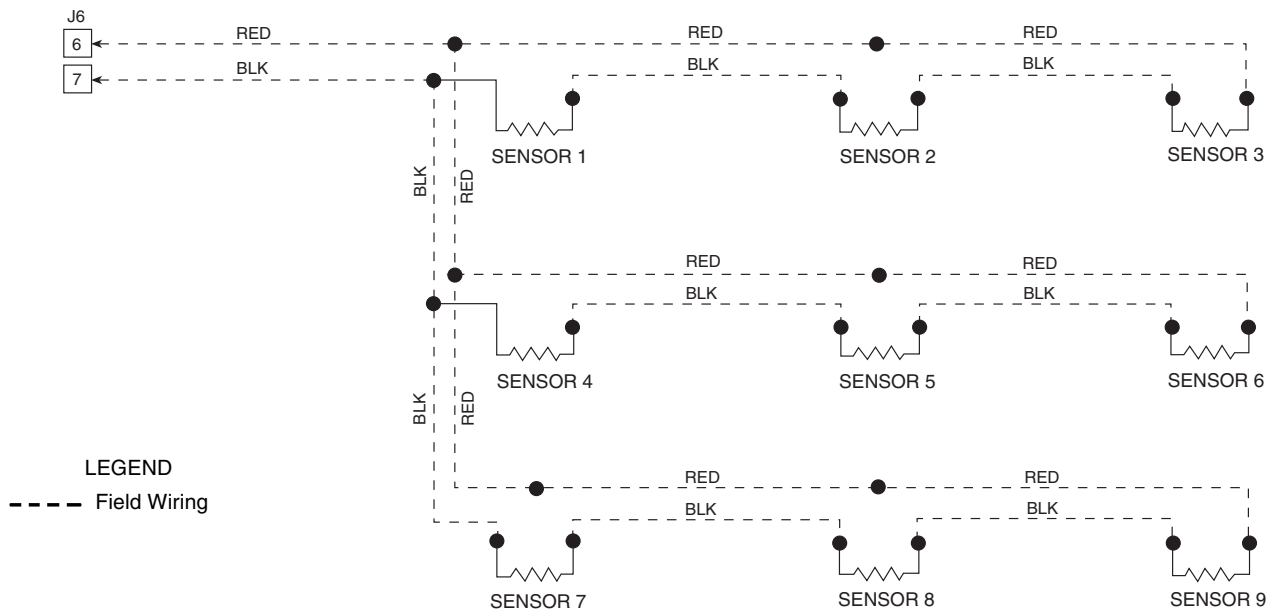 J6
6
RED
RED
RED
7
BLK
BLK
BLK
SENSOR 1
SENSOR 2
SENSOR 3
BLK
RED
RED
RED
BLK
BLK
SENSOR 4
SENSOR 5
SENSOR 6
BLK
RED
LEGEND
Field Wiring
RED
RED
BLK
BLK
SENSOR 7
SENSOR 8
SENSOR 9